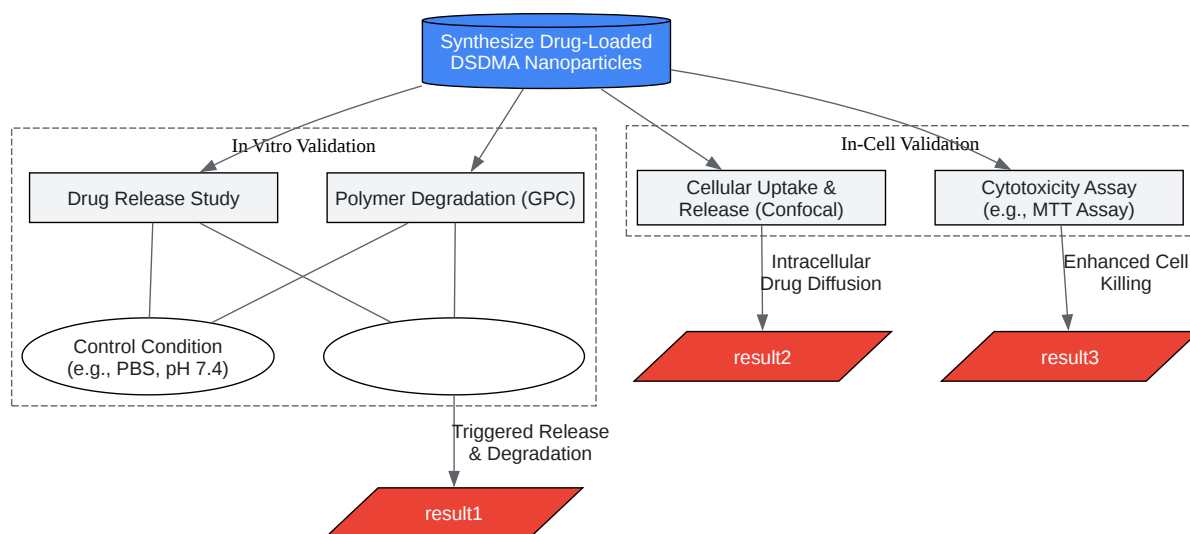 Synthesize Drug-Loaded
DSDMA Nanoparticles
In Vitro Validation
In-Cell Validation
Drug Release Study
Polymer Degradation (GPC)
Cellular Uptake &
Release (Confocal)
Cytotoxicity Assay
(e.g., MTT Assay)
Intracellular
Drug Diffusion
Enhanced Cell
Killing
Control Condition
(e.g., PBS, pH 7.4)
result2
result3
Triggered Release
& Degradation
result1